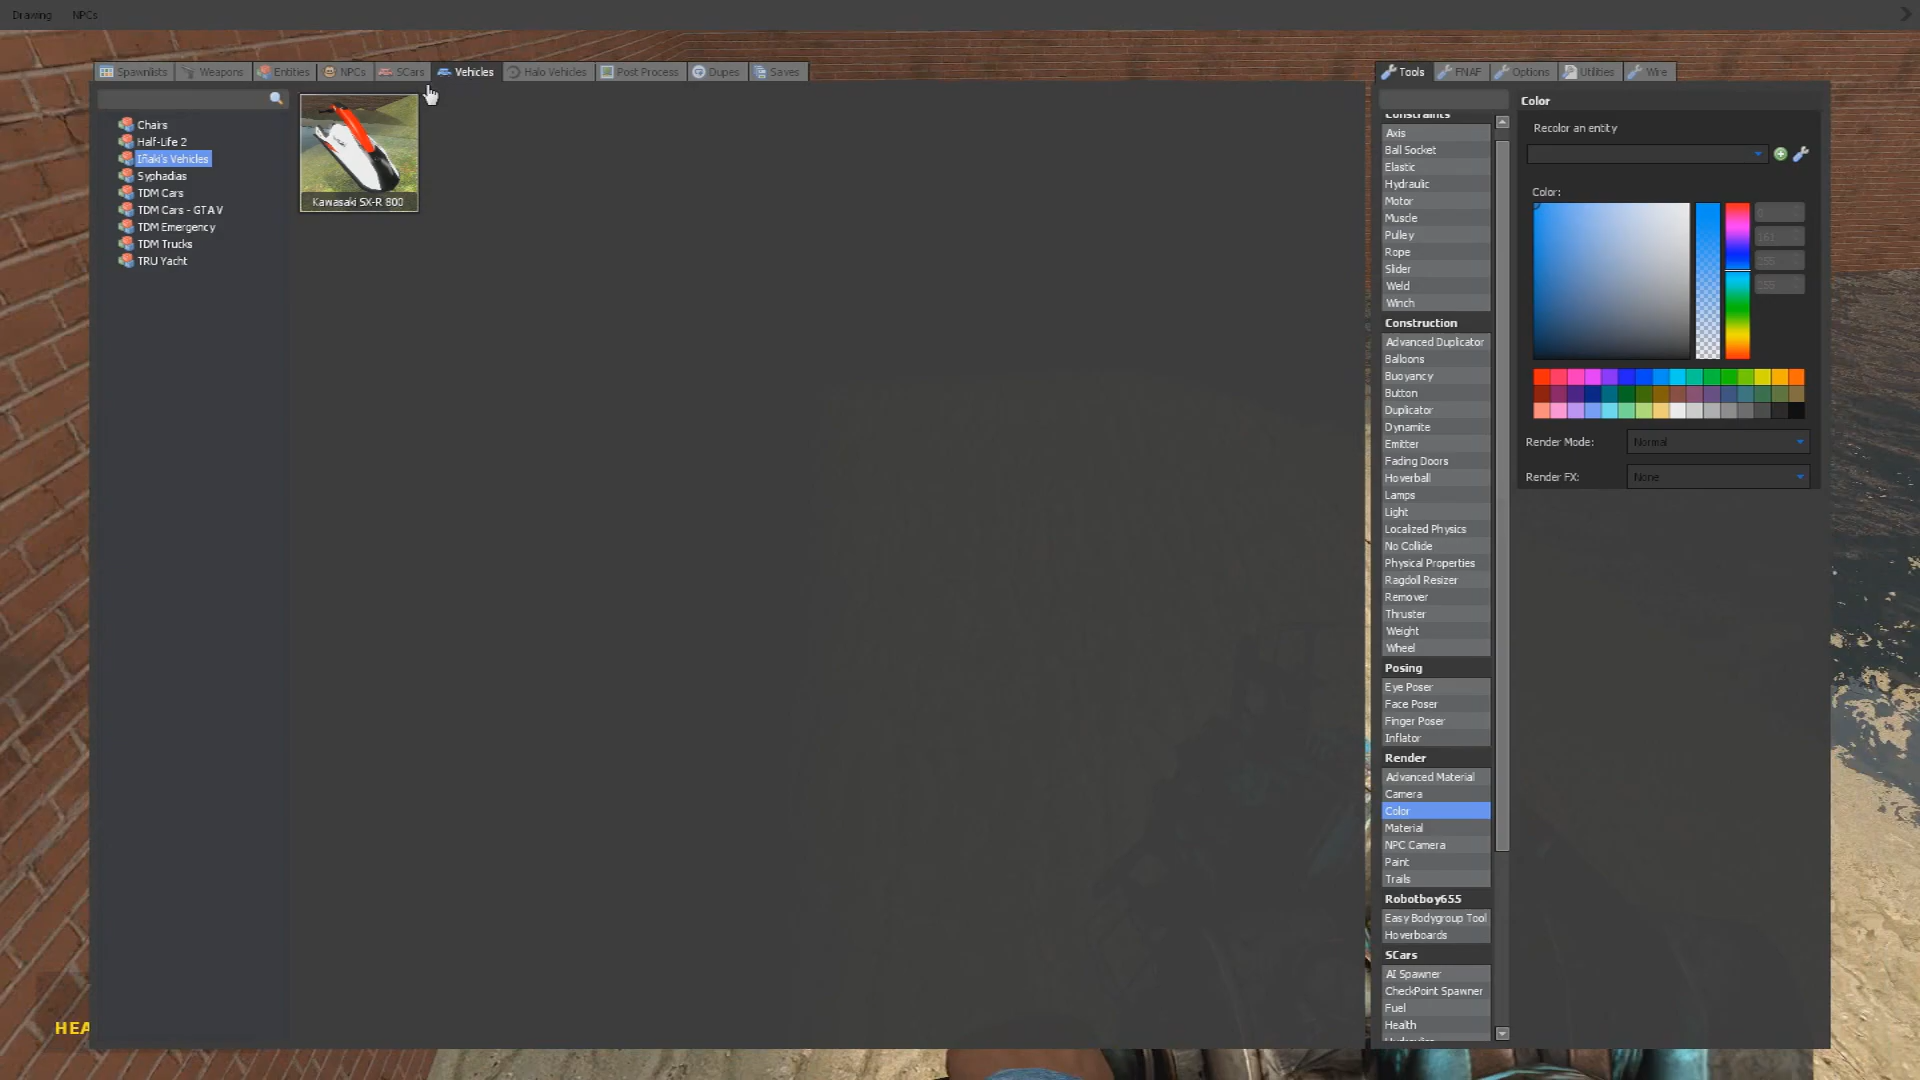 Drawing NPCs
Spawnlists Weapons Entities NPCs SCars Vehicles Halo Vehicles Post Process Dupes Saves
Chairs
Half-Life 2
Iñaki's Vehicles
Syphadias
TDM Cars
TDM Cars - GTA V
TDM Emergency
TDM Trucks
TRU Yacht
Kawasaki SX-R 800
Tools FNAF Options Utilities Wire
Constraints
Axis
Ball Socket
Elastic
Hydraulic
Motor
Muscle
Pulley
Rope
Slider
Weld
Winch
Construction
Advanced Duplicator
Balloons
Buoyancy
Button
Duplicator
Dynamite
Emitter
Fading Doors
Hoverball
Lamps
Light
Localized Physics
No Collide
Physical Properties
Ragdoll Resizer
Remover
Thruster
Weight
Wheel
Posing
Eye Poser
Face Poser
Finger Poser
Inflator
Render
Advanced Material
Camera
Color
Material
NPC Camera
Paint
Trails
Robotboy655
Easy Bodygroup Tool
Hoverboards
SCars
AI Spawner
CheckPoint Spawner
Fuel
Health
Color
Recolor an entity
Color:
0
161
255
255
Render Mode: Normal
Render FX: None
HEA